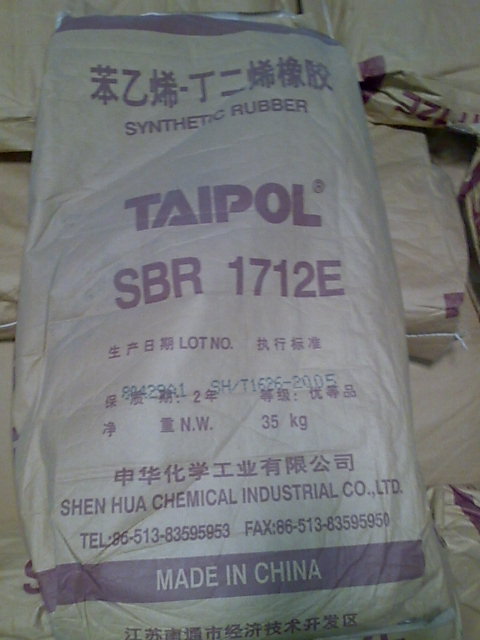 苯乙烯-丁二烯橡胶
SYNTHETIC RUBBER
TAIPOL®
SBR 1712E
生产日期 LOT NO. 执行标准
80429A1 SH/T1626-2005
保质期: 2年 等级: 优等品
净 重 N.W. 35 kg
申华化学工业有限公司
SHEN HUA CHEMICAL INDUSTRIAL CO.,LTD.
TEL:86-513-83595953 FAX:86-513-83595950
MADE IN CHINA
江苏南通市经济技术开发区